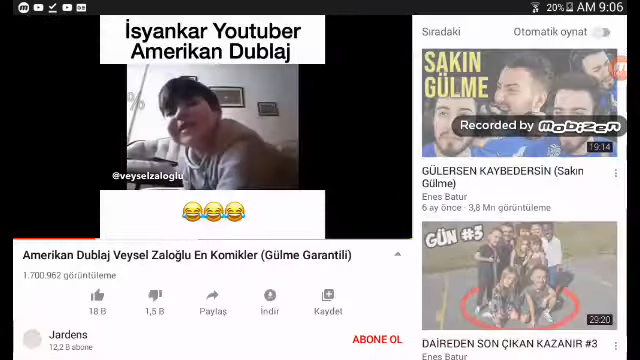 20% AM 9:06
İsyankar Youtuber
Amerikan Dublaj
@veyselzaloglu
Amerikan Dublaj Veysel Zaloğlu En Komikler (Gülme Garantili)
1.700.962 görüntüleme
18 B
1,5 B
Paylaş
İndir
Kaydet
Jardens
12,2 B abone
ABONE OL
Sıradaki
Otomatik oynat
SAKIN
GÜLME
Recorded by mobizen
19:14
GÜLERSEN KAYBEDERSİN (Sakın
Gülme)
Enes Batur
6 ay önce · 3,8 Mn görüntüleme
GÜN #3
29:20
DAİREDEN SON ÇIKAN KAZANIR #3
Enes Batur